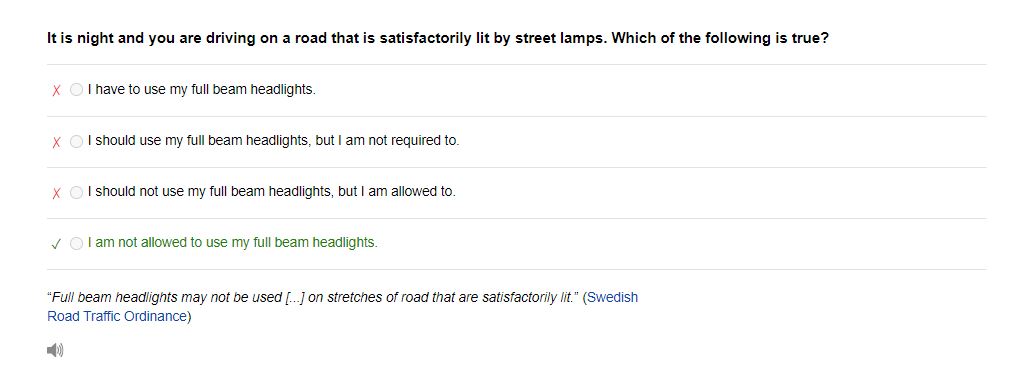 It is night and you are driving on a road that is satisfactorily lit by street lamps. Which of the following is true?
I have to use my full beam headlights.
I should use my full beam headlights, but I am not required to.
I should not use my full beam headlights, but I am allowed to.
I am not allowed to use my full beam headlights.
“Full beam headlights may not be used [...] on stretches of road that are satisfactorily lit.” (Swedish
Road Traffic Ordinance)